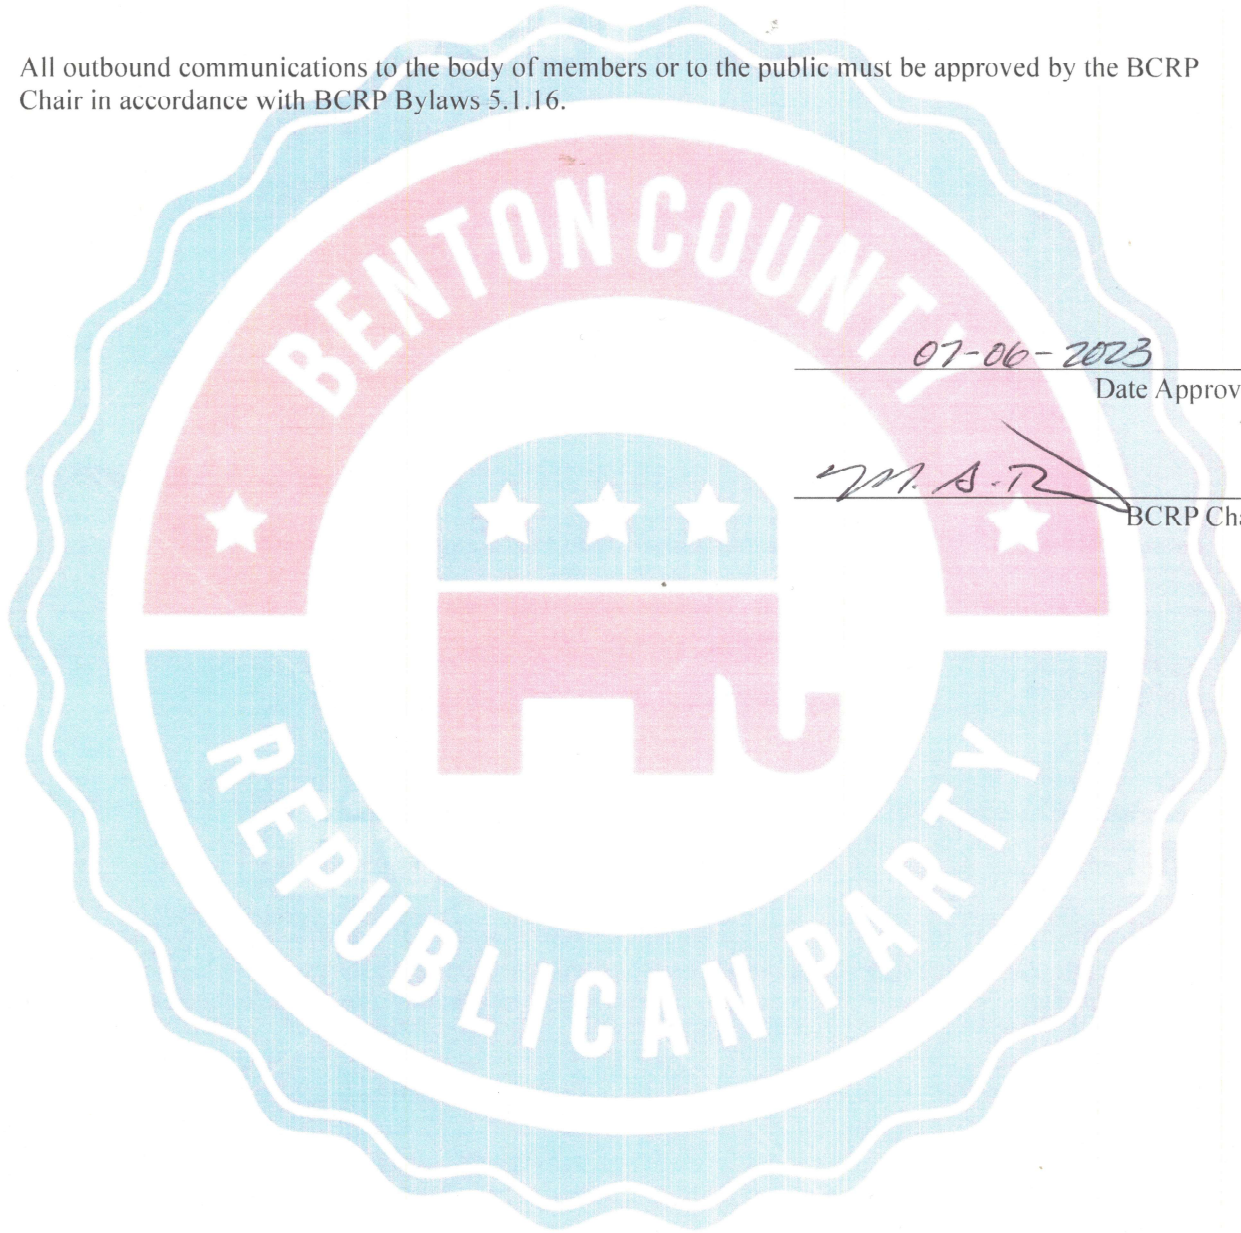 All outbound communications to the body of members or to the public must be approved by the BCRP
Chair in accordance with BCRP Bylaws 5.1.16.
BENTON COUNTY
07-06-2023
Date Approv
BCRP Cha
REPUBLICAN PARTY